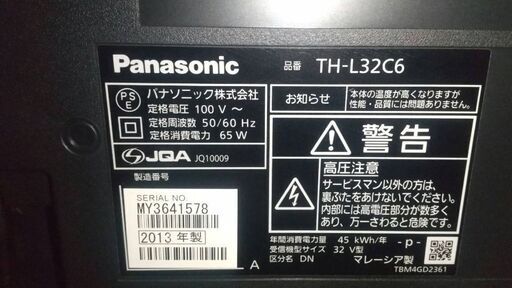 Panasonic
品番 TH-L32C6
PS
E
パナソニック株式会社
定格電圧 100 V ～
定格周波数 50/60 Hz
定格消費電力 65 W
JQA JQ10009
製造番号
SERIAL NO.
MY3641578
2013 年製
A
お知らせ
本体の温度が高くなりますが
性能・品質には問題ありません。
警告
高圧注意
サービスマン以外の方は、
裏ぶたをあけないでください。
内部には高電圧部分が数多く
あり、万一さわると危険です。
年間消費電力量 45 kWh/年
受信機型サイズ 32 V型
区分名 DN
-p-
マレーシア製
TBM4GD2361